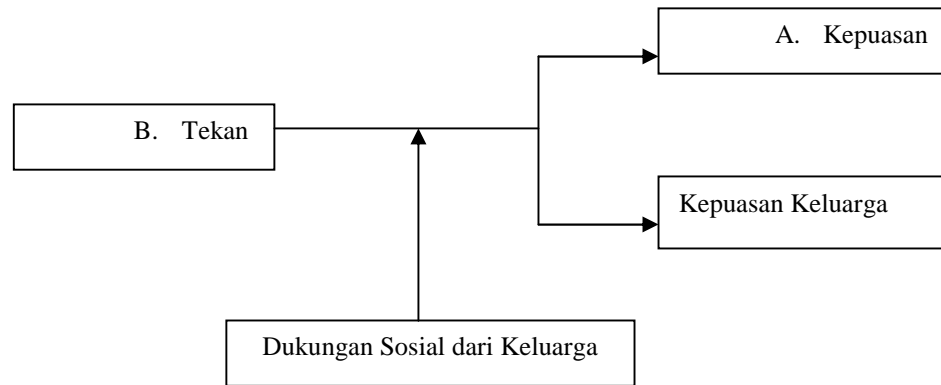 A. Kepuasan
B. Tekan
Kepuasan Keluarga
Dukungan Sosial dari Keluarga